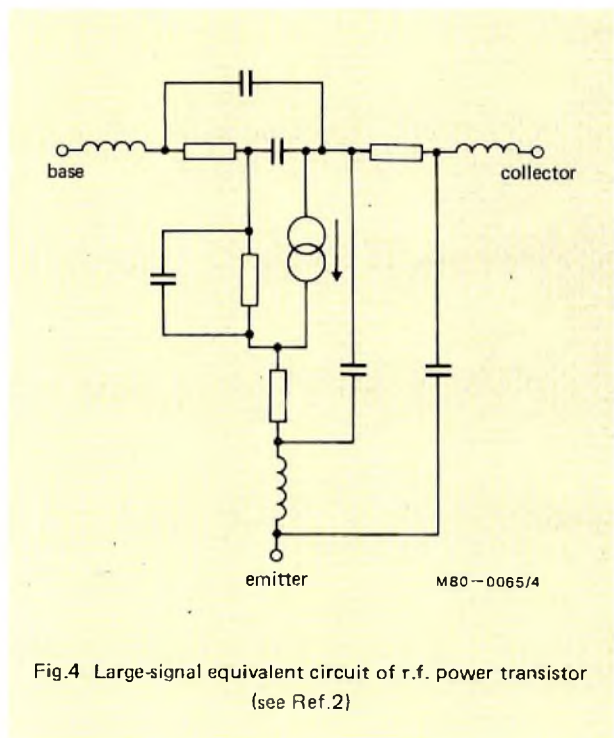 base
collector
emitter
M80—0065/4
Fig.4 Large-signal equivalent circuit of r.f. power transistor
(see Ref.2)